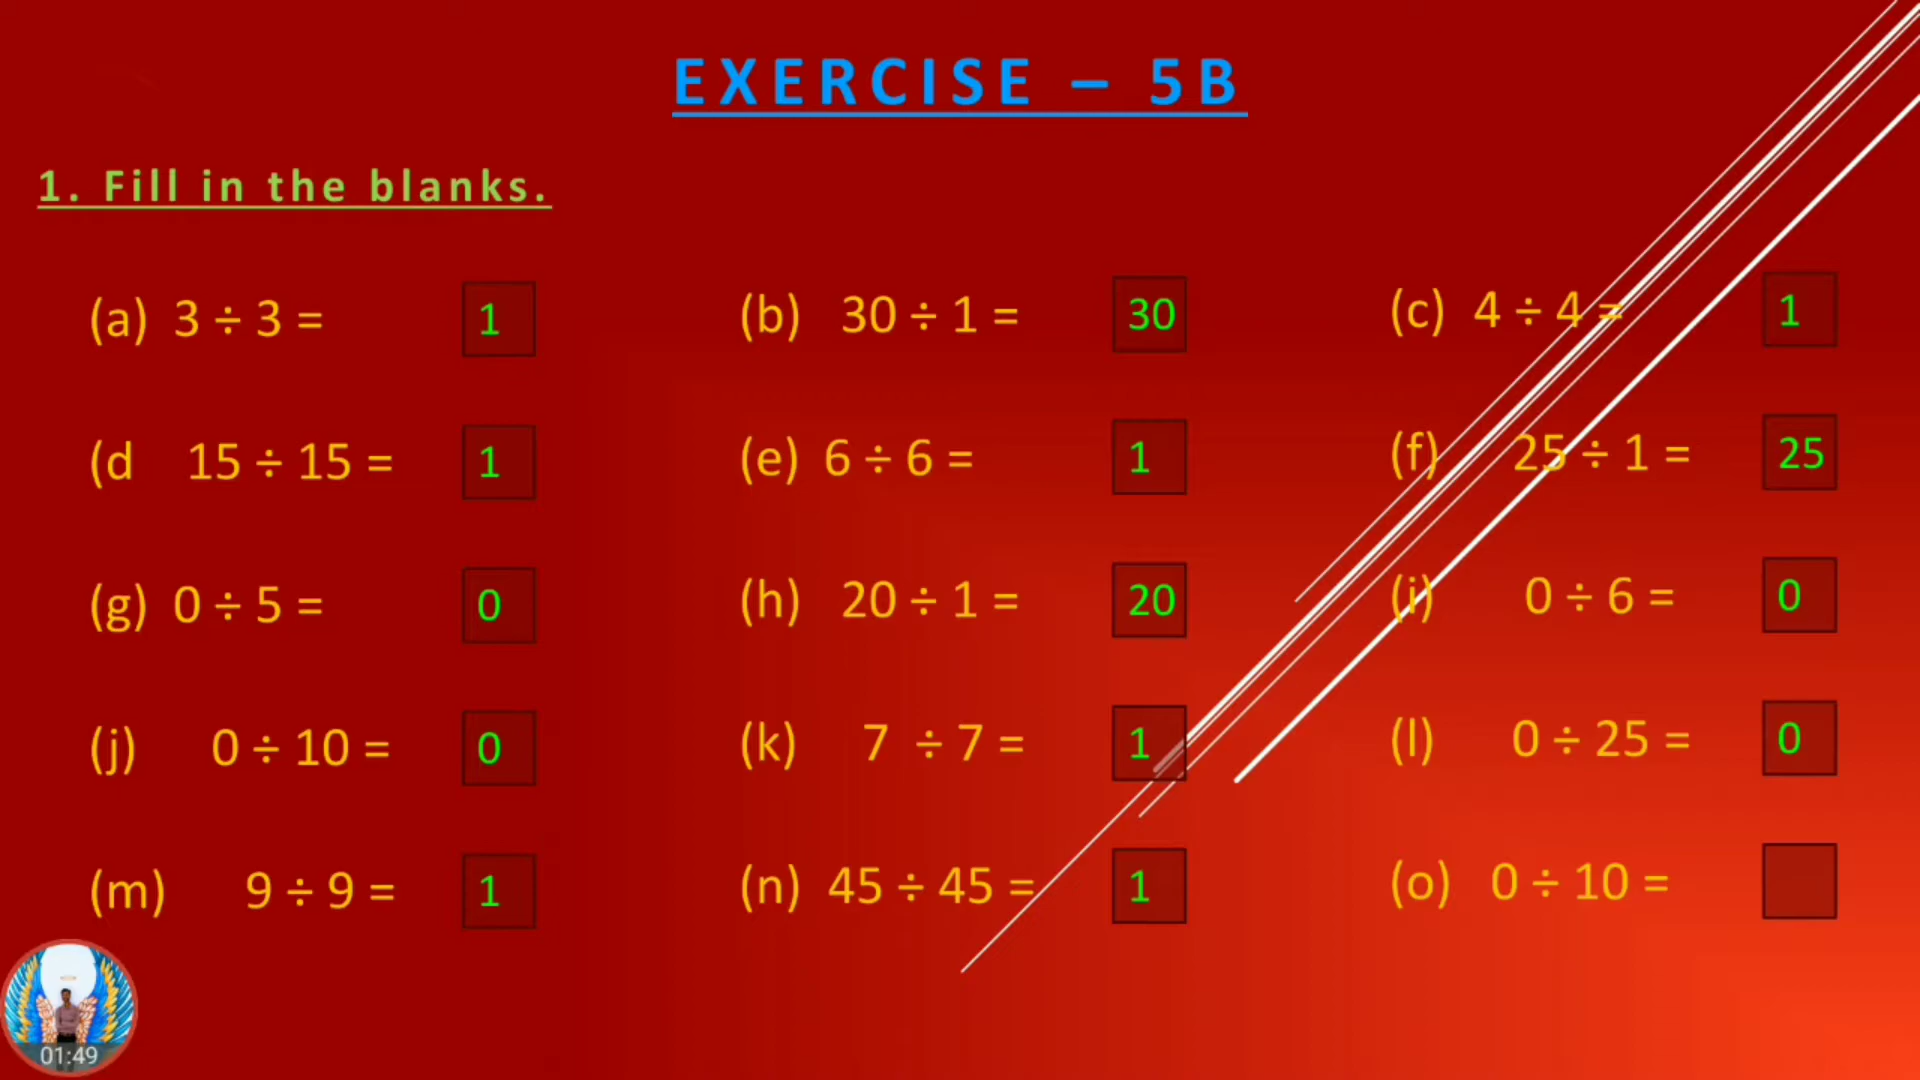 EXERCISE – 5B
1. Fill in the blanks.
(a) 3 ÷ 3 = 1 (b) 30 ÷ 1 = 30 (c) 4 ÷ 4 = 1
(d 15 ÷ 15 = 1 (e) 6 ÷ 6 = 1 (f) 25 ÷ 1 = 25
(g) 0 ÷ 5 = 0 (h) 20 ÷ 1 = 20 (i) 0 ÷ 6 = 0
(j) 0 ÷ 10 = 0 (k) 7 ÷ 7 = 1 (l) 0 ÷ 25 = 0
(m) 9 ÷ 9 = 1 (n) 45 ÷ 45 = 1 (o) 0 ÷ 10 =
01:49